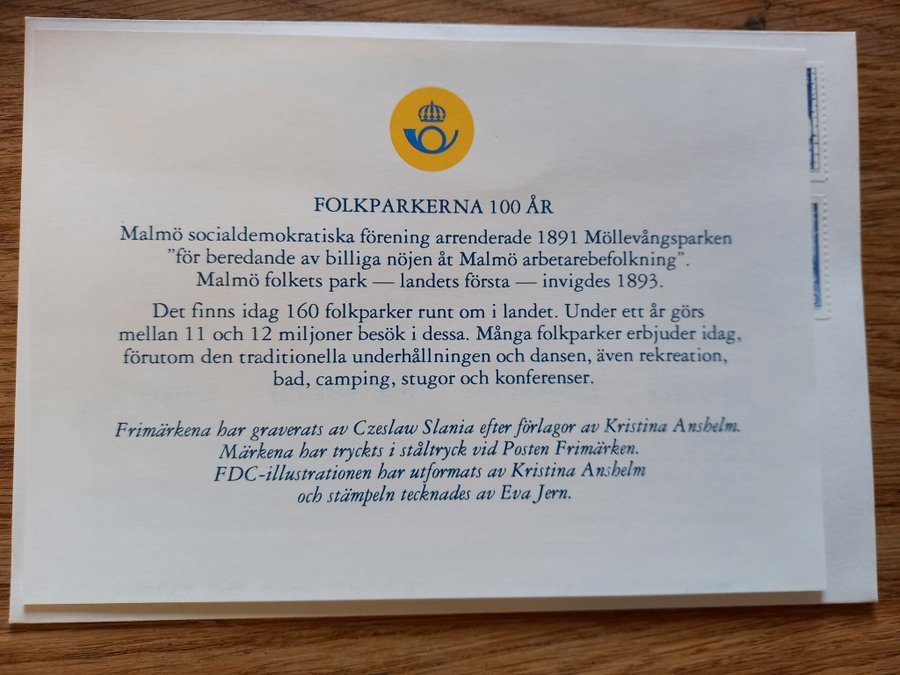 FOLKPARKERNA 100 ÅR
Malmö socialdemokratiska förening arrenderade 1891 Möllevångsparken
”för beredande av billiga nöjen åt Malmö arbetarebefolkning”.
Malmö folkets park — landets första — invigdes 1893.
Det finns idag 160 folkparker runt om i landet. Under ett år görs
mellan 11 och 12 miljoner besök i dessa. Många folkparker erbjuder idag,
förutom den traditionella underhållningen och dansen, även rekreation,
bad, camping, stugor och konferenser.
Frimärkena har graverats av Czeslaw Slania efter förlagor av Kristina Anshelm.
Märkena har tryckts i ståltryck vid Posten Frimärken.
FDC-illustrationen har utformats av Kristina Anshelm
och stämpeln tecknades av Eva Jern.